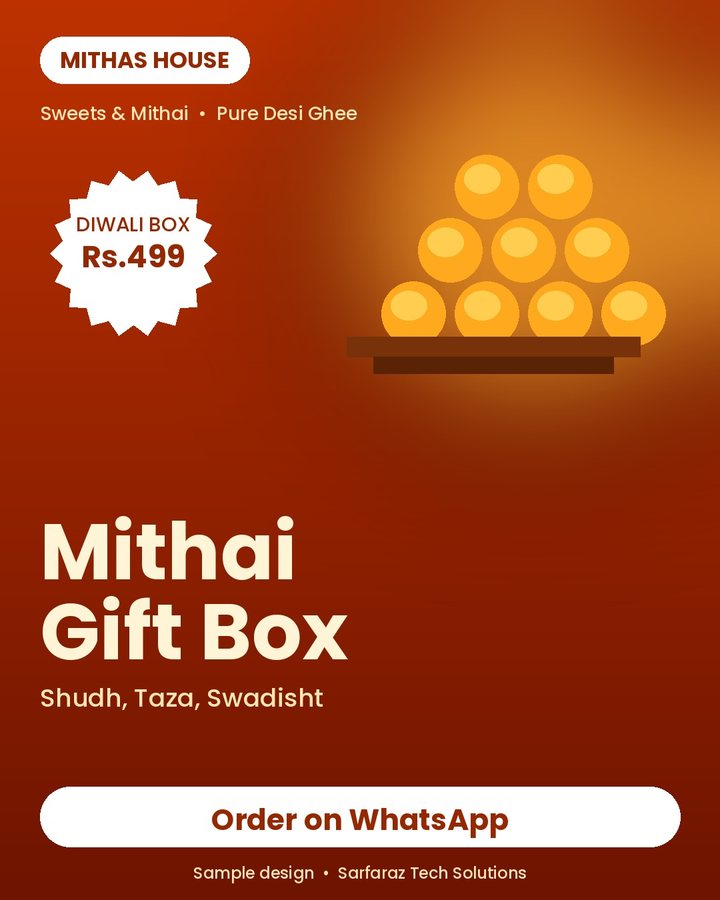 MITHAS HOUSE
Sweets & Mithai • Pure Desi Ghee
DIWALI BOX
Rs.499
Mithai
Gift Box
Shudh, Taza, Swadisht
Order on WhatsApp
Sample design • Sarfaraz Tech Solutions